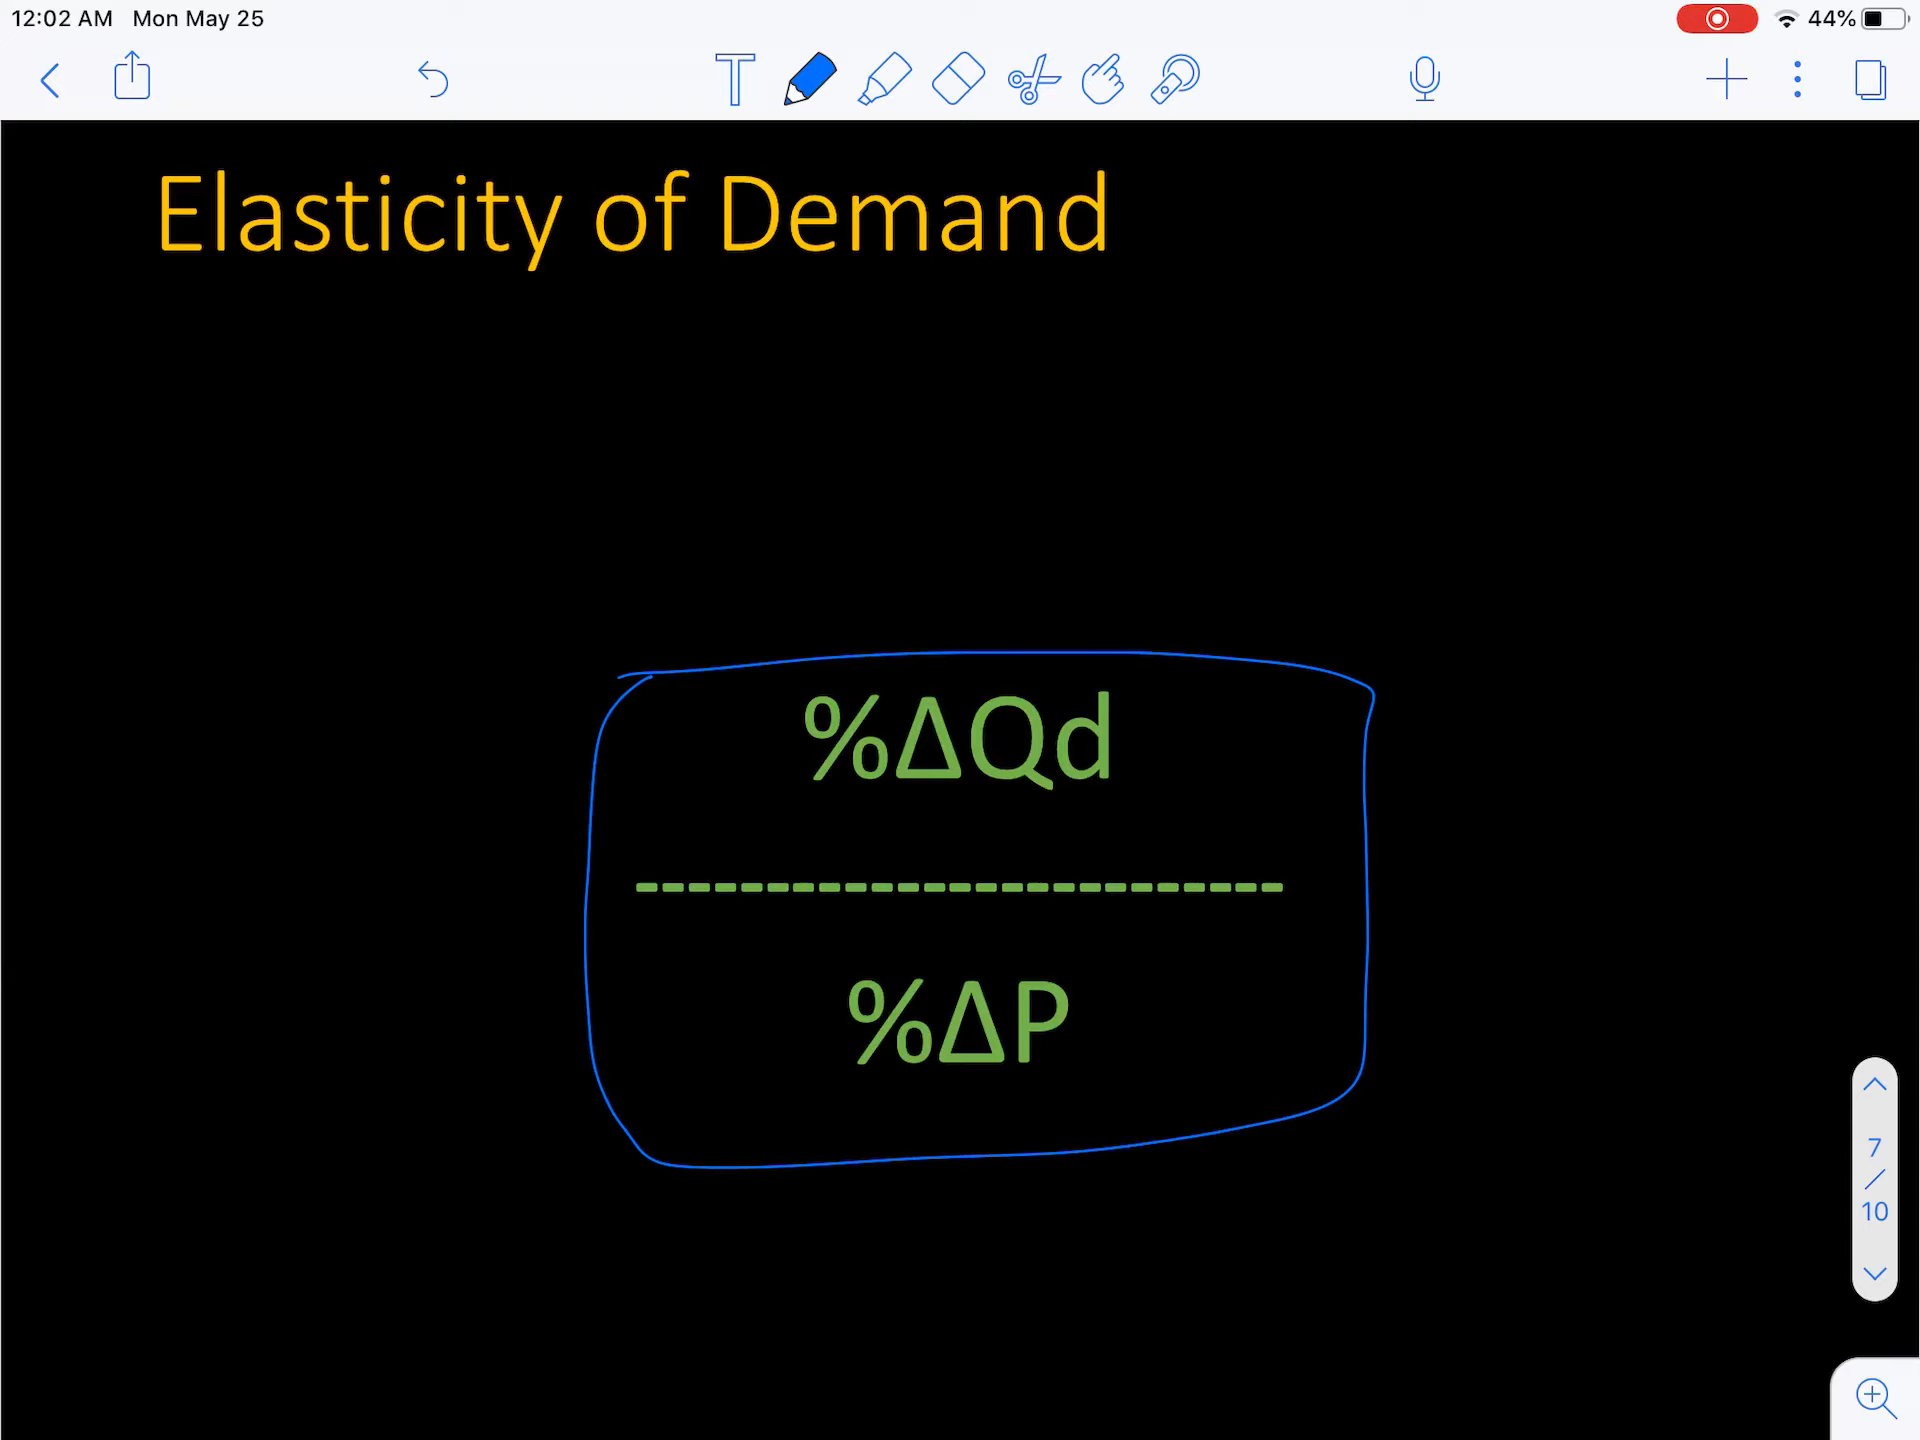 12:02 AM Mon May 25
44%
T
Elasticity of Demand
%ΔQd
-------------------------
%ΔP
7
/
10